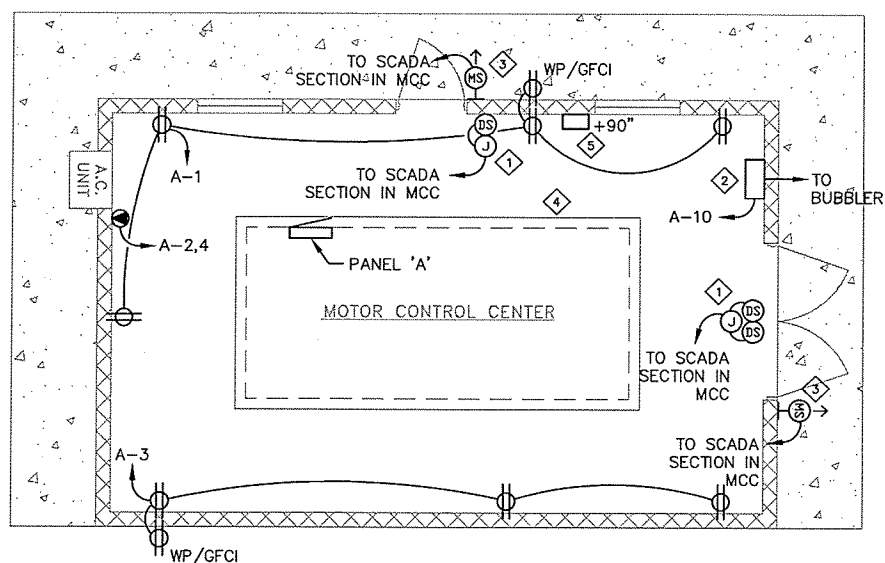 TO SCADA
SECTION IN MCC
MS
3
WP/GFCI
DS
J
1
+90"
5
A-1
TO SCADA
SECTION IN MCC
4
2
TO
BUBBLER
A-10
A.C.
UNIT
A-2,4
PANEL 'A'
MOTOR CONTROL CENTER
1
DS
J
DS
TO SCADA
SECTION IN
MCC
3
MS
A-3
TO SCADA
SECTION IN
MCC
WP/GFCI